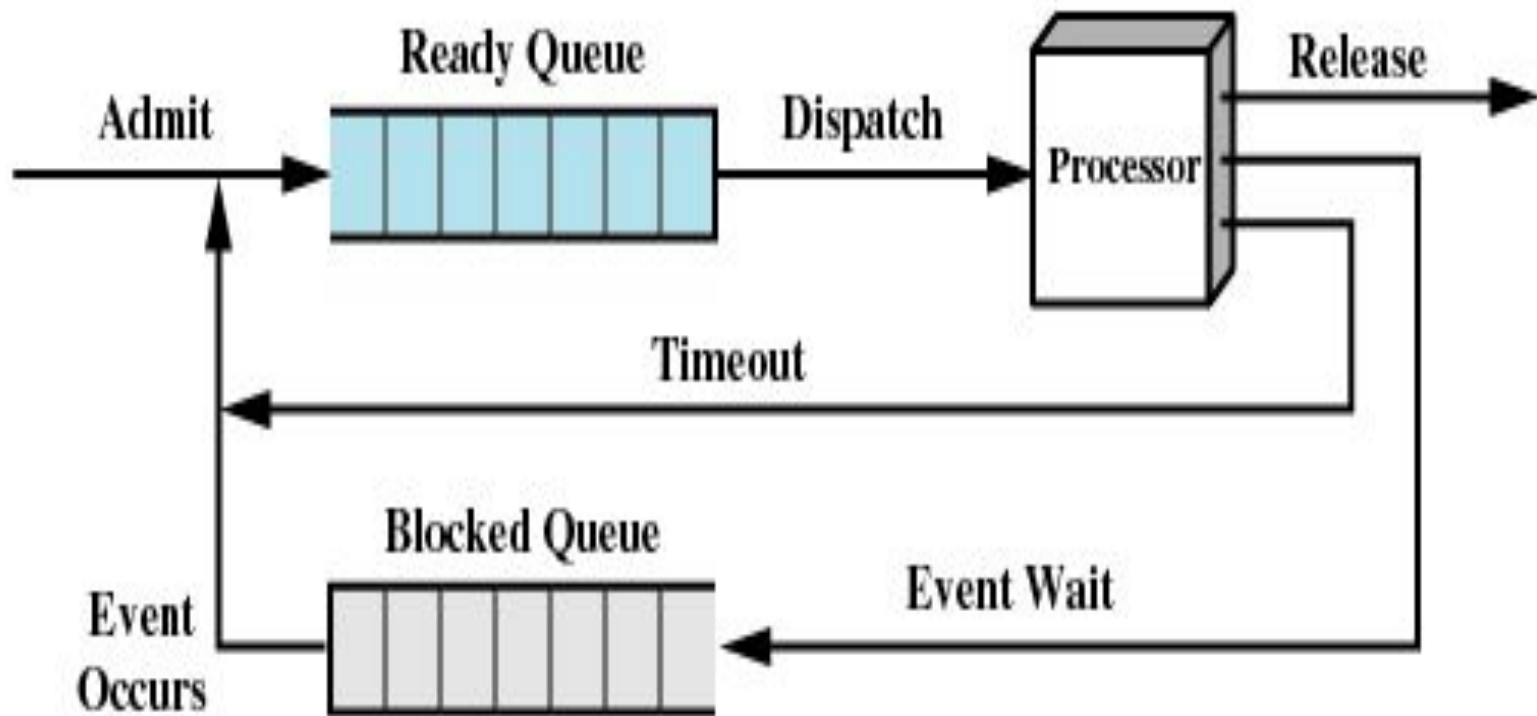 Ready Queue
Release
Admit
Dispatch
Processor
Timeout
Blocked Queue
Event Wait
Event
Occurs